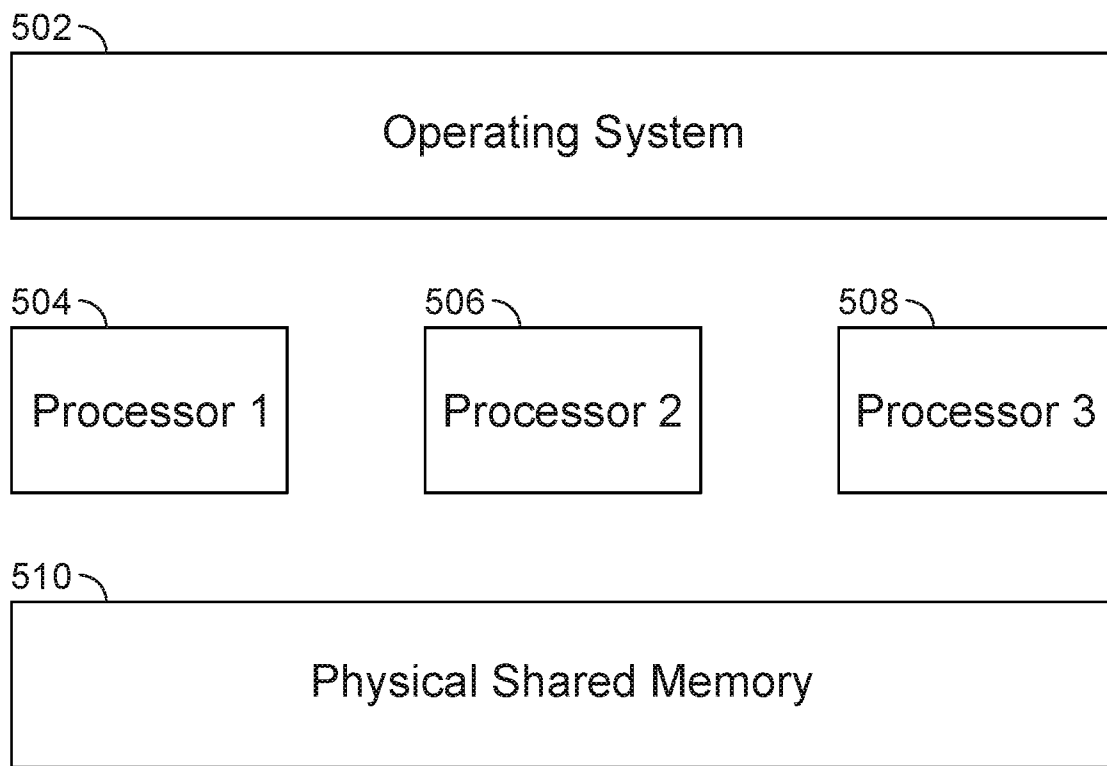 502
Operating System
504
506
508
Processor 1
Processor 2
Processor 3
510
Physical Shared Memory